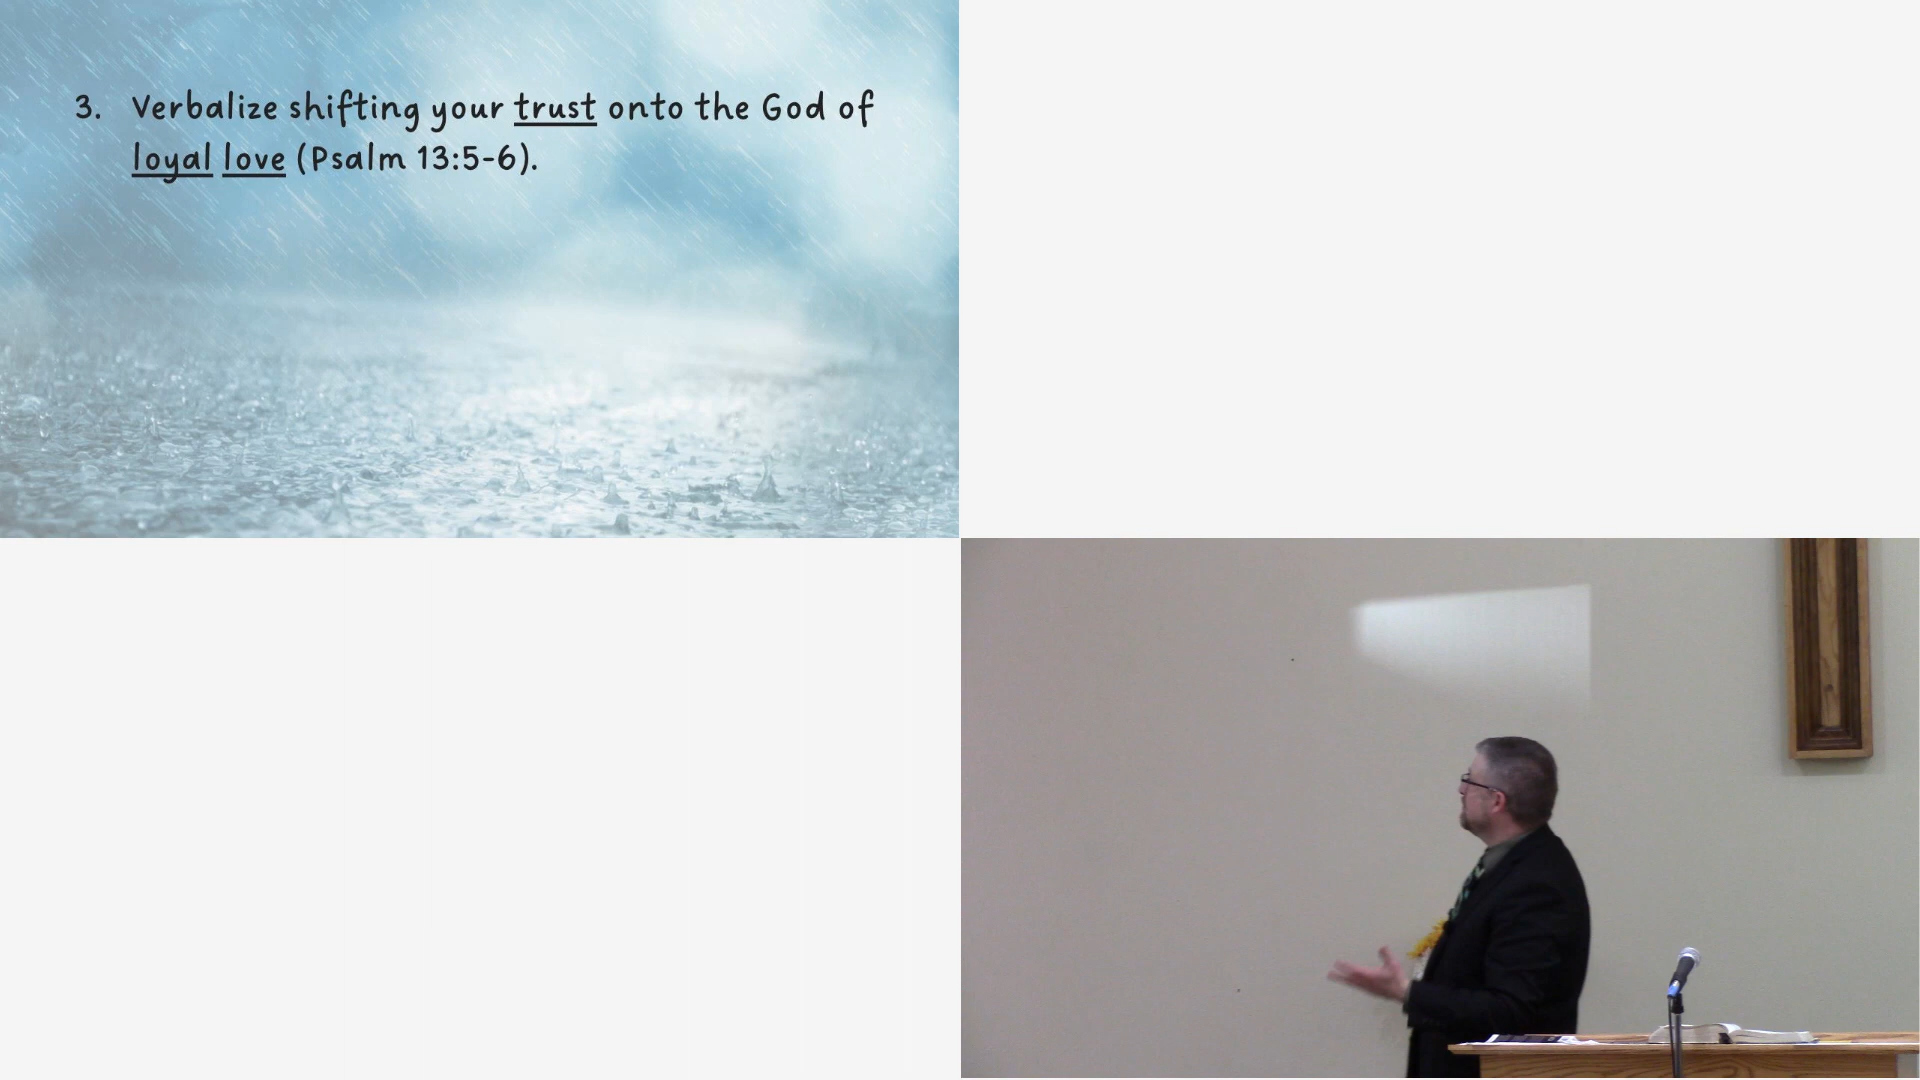 3. Verbalize shifting your trust onto the God of
loyal love (Psalm 13:5-6).